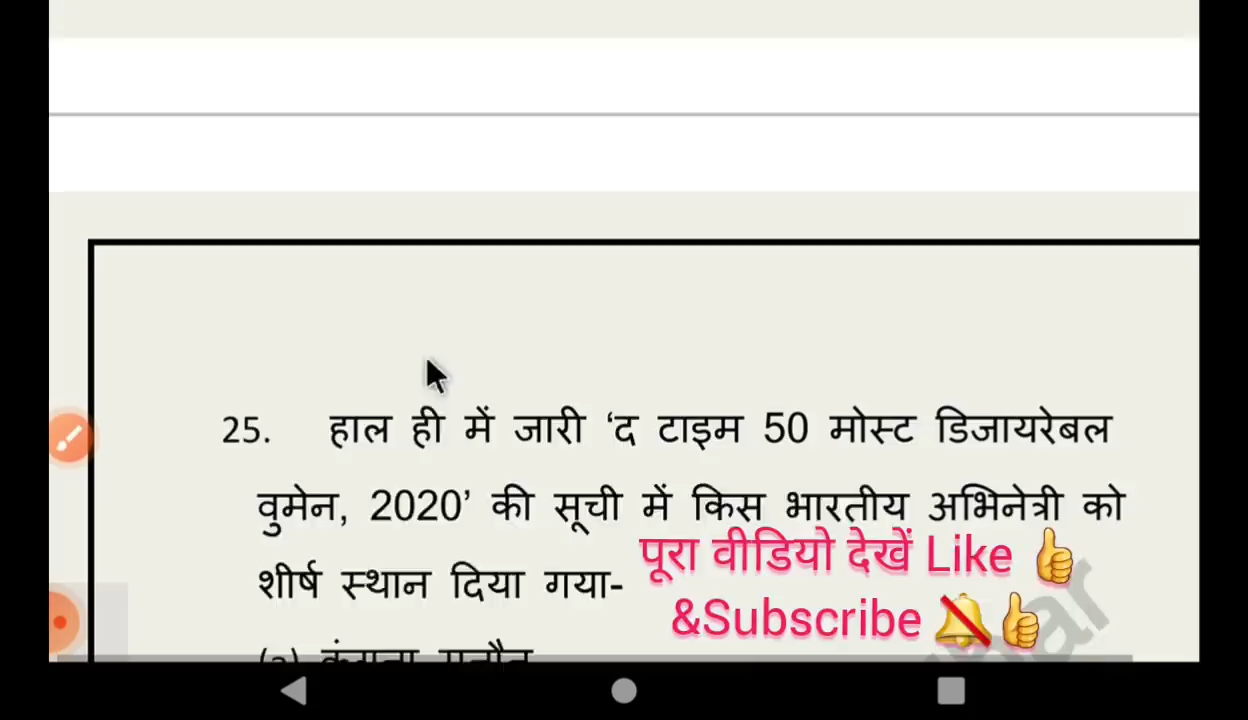 25. हाल ही में जारी ‘द टाइम 50 मोस्ट डिजायरेबल
वुमेन, 2020’ की सूची में किस भारतीय अभिनेत्री को
शीर्ष स्थान दिया गया-
पूरा वीडियो देखें Like 👍
&Subscribe 🔕👍